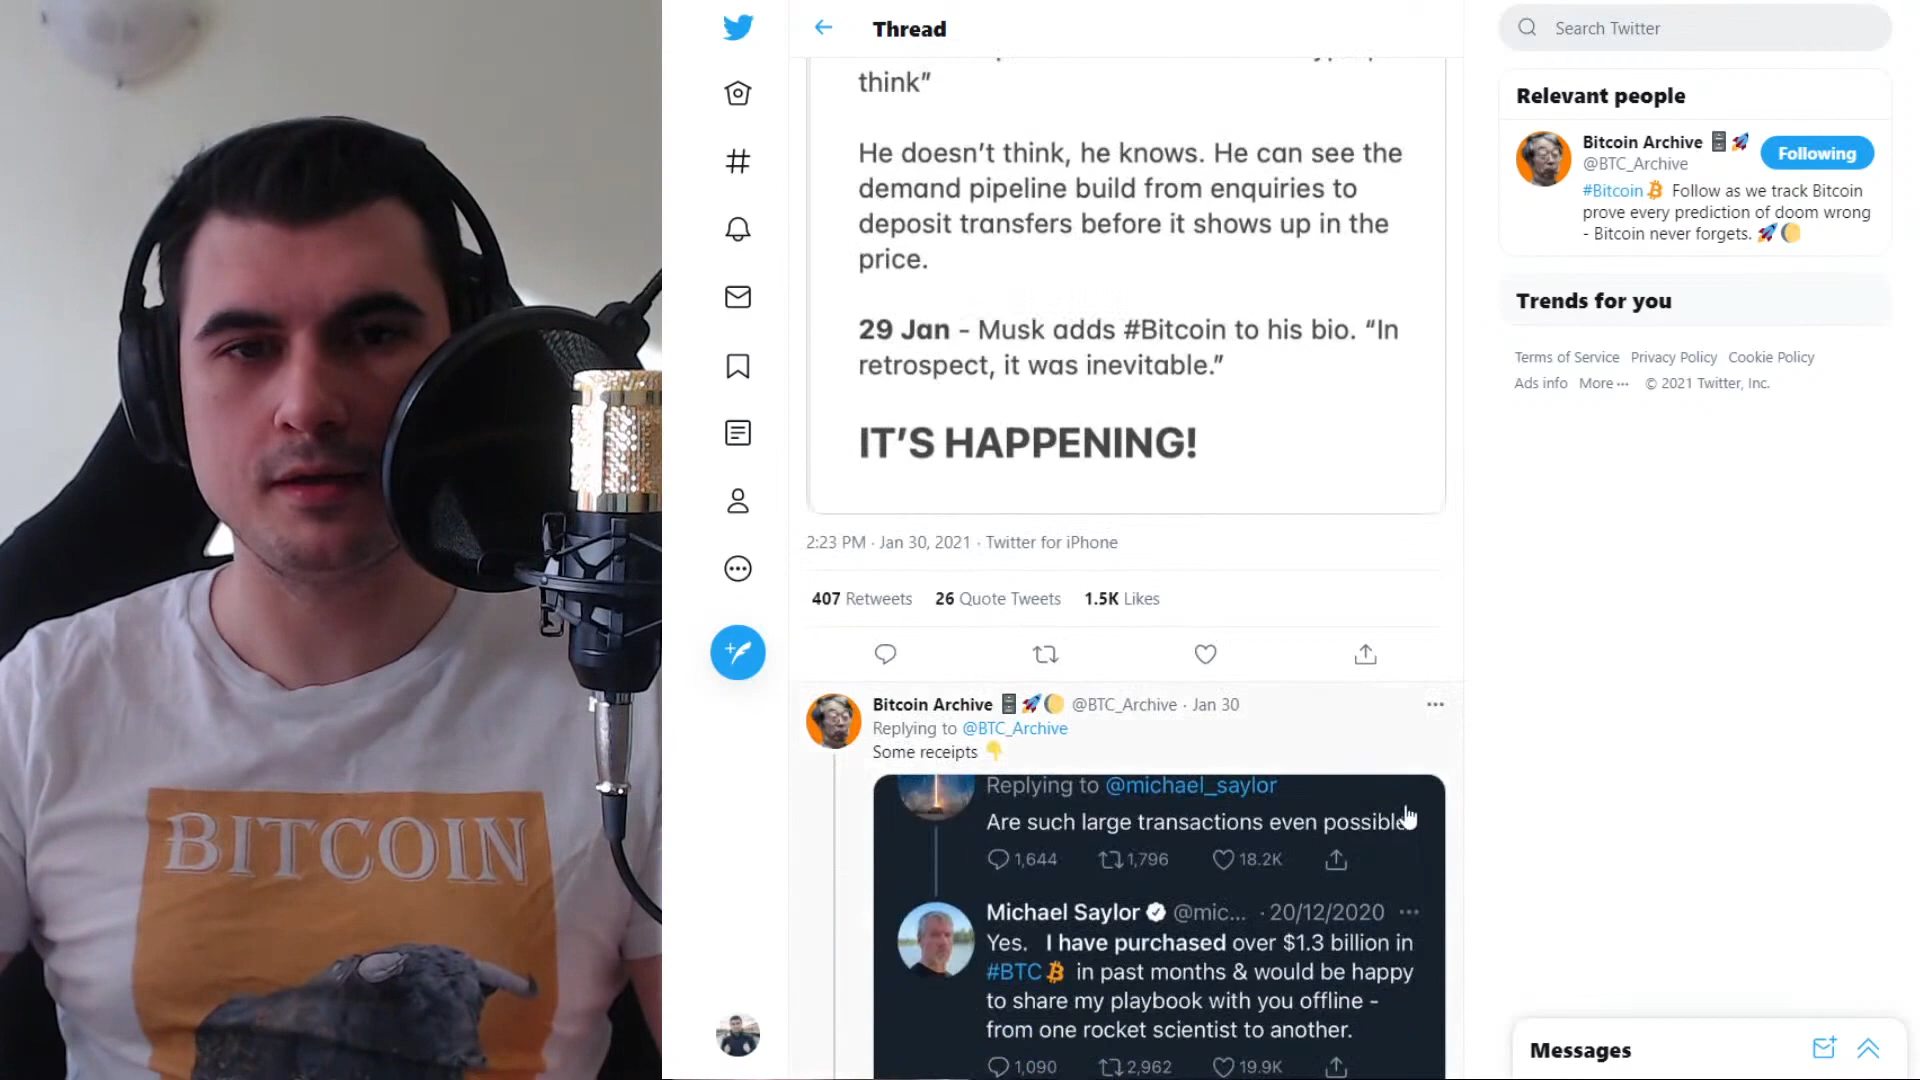 Thread
think”
He doesn’t think, he knows. He can see the
demand pipeline build from enquiries to
deposit transfers before it shows up in the
price.
29 Jan - Musk adds #Bitcoin to his bio. “In
retrospect, it was inevitable.”
IT’S HAPPENING!
2:23 PM · Jan 30, 2021 · Twitter for iPhone
407 Retweets 26 Quote Tweets 1.5K Likes
Bitcoin Archive @BTC_Archive · Jan 30
Replying to @BTC_Archive
Some receipts
Replying to @michael_saylor
Are such large transactions even possible
1,644 1,796 18.2K
Michael Saylor @mic... · 20/12/2020
Yes. I have purchased over $1.3 billion in
#BTC in past months & would be happy
to share my playbook with you offline -
from one rocket scientist to another.
1,090 2,962 19.9K
Search Twitter
Relevant people
Bitcoin Archive
@BTC_Archive
Following
#Bitcoin Follow as we track Bitcoin
prove every prediction of doom wrong
- Bitcoin never forgets.
Trends for you
Terms of Service Privacy Policy Cookie Policy
Ads info More ··· © 2021 Twitter, Inc.
Messages
BITCOIN